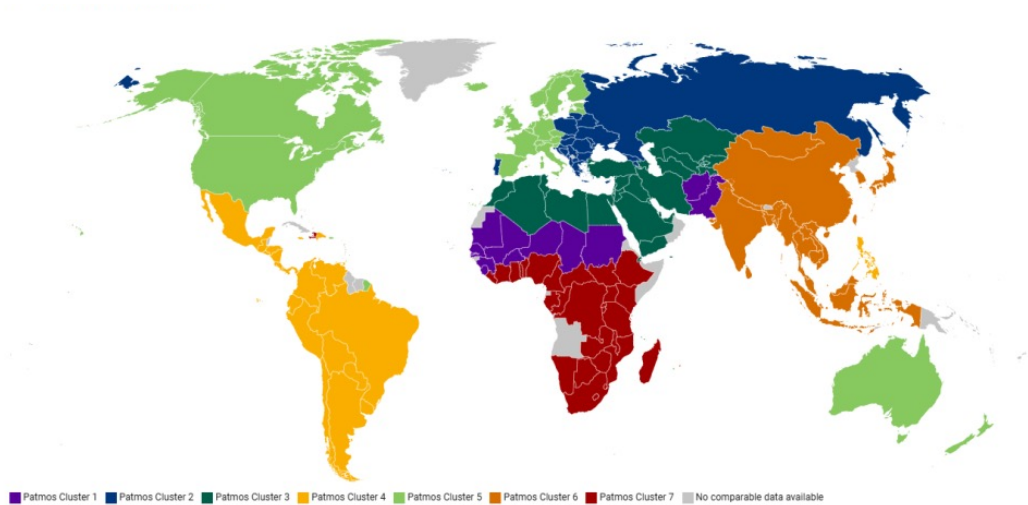 Patmos Cluster 1 Patmos Cluster 2 Patmos Cluster 3 Patmos Cluster 4 Patmos Cluster 5 Patmos Cluster 6 Patmos Cluster 7 No comparable data available